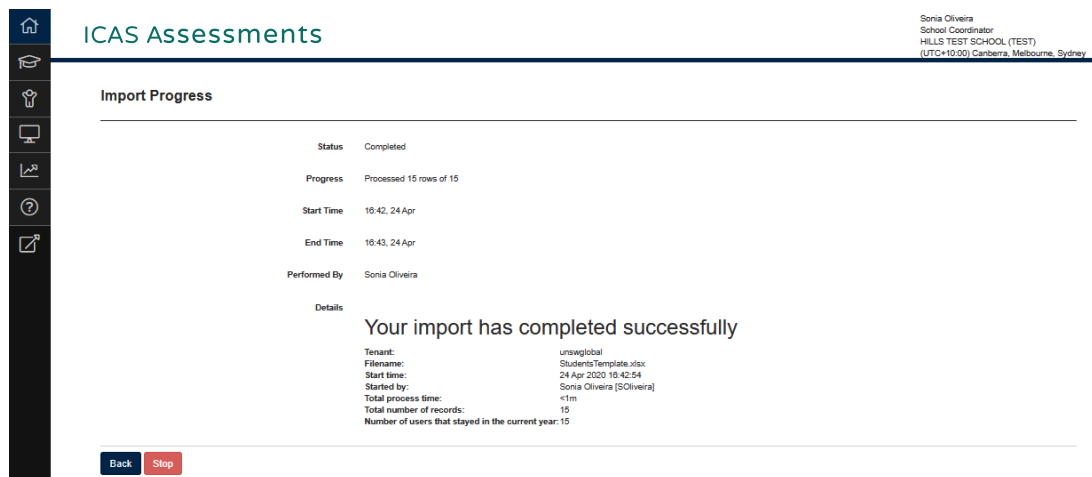 ICAS Assessments
Sonia Oliveira
School Coordinator
HILLS TEST SCHOOL (TEST)
(UTC+10:00) Canberra, Melbourne, Sydney
Import Progress
Status Completed
Progress Processed 15 rows of 15
Start Time 16:42, 24 Apr
End Time 16:43, 24 Apr
Performed By Sonia Oliveira
Details
Your import has completed successfully
Tenant: unswglobal
Filename: StudentsTemplate.xlsx
Start time: 24 Apr 2020 16:42:54
Started by: Sonia Oliveira [SOliveira]
Total process time: <1m
Total number of records: 15
Number of users that stayed in the current year: 15
Back Stop